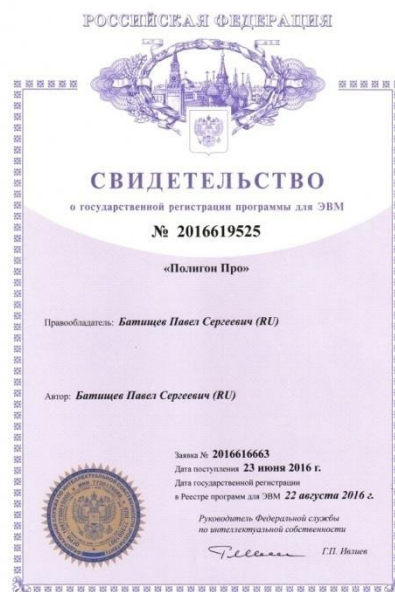 РОССИЙСКАЯ ФЕДЕРАЦИЯ
СВИДЕТЕЛЬСТВО
о государственной регистрации программы для ЭВМ
№ 2016619525
«Полигон Про»
Правообладатель: Батищев Павел Сергеевич (RU)
Автор: Батищев Павел Сергеевич (RU)
Заявка № 2016616663
Дата поступления 23 июня 2016 г.
Дата государственной регистрации
в Реестре программ для ЭВМ 22 августа 2016 г.
Руководитель Федеральной службы
по интеллектуальной собственности
Г.П. Ивлиев